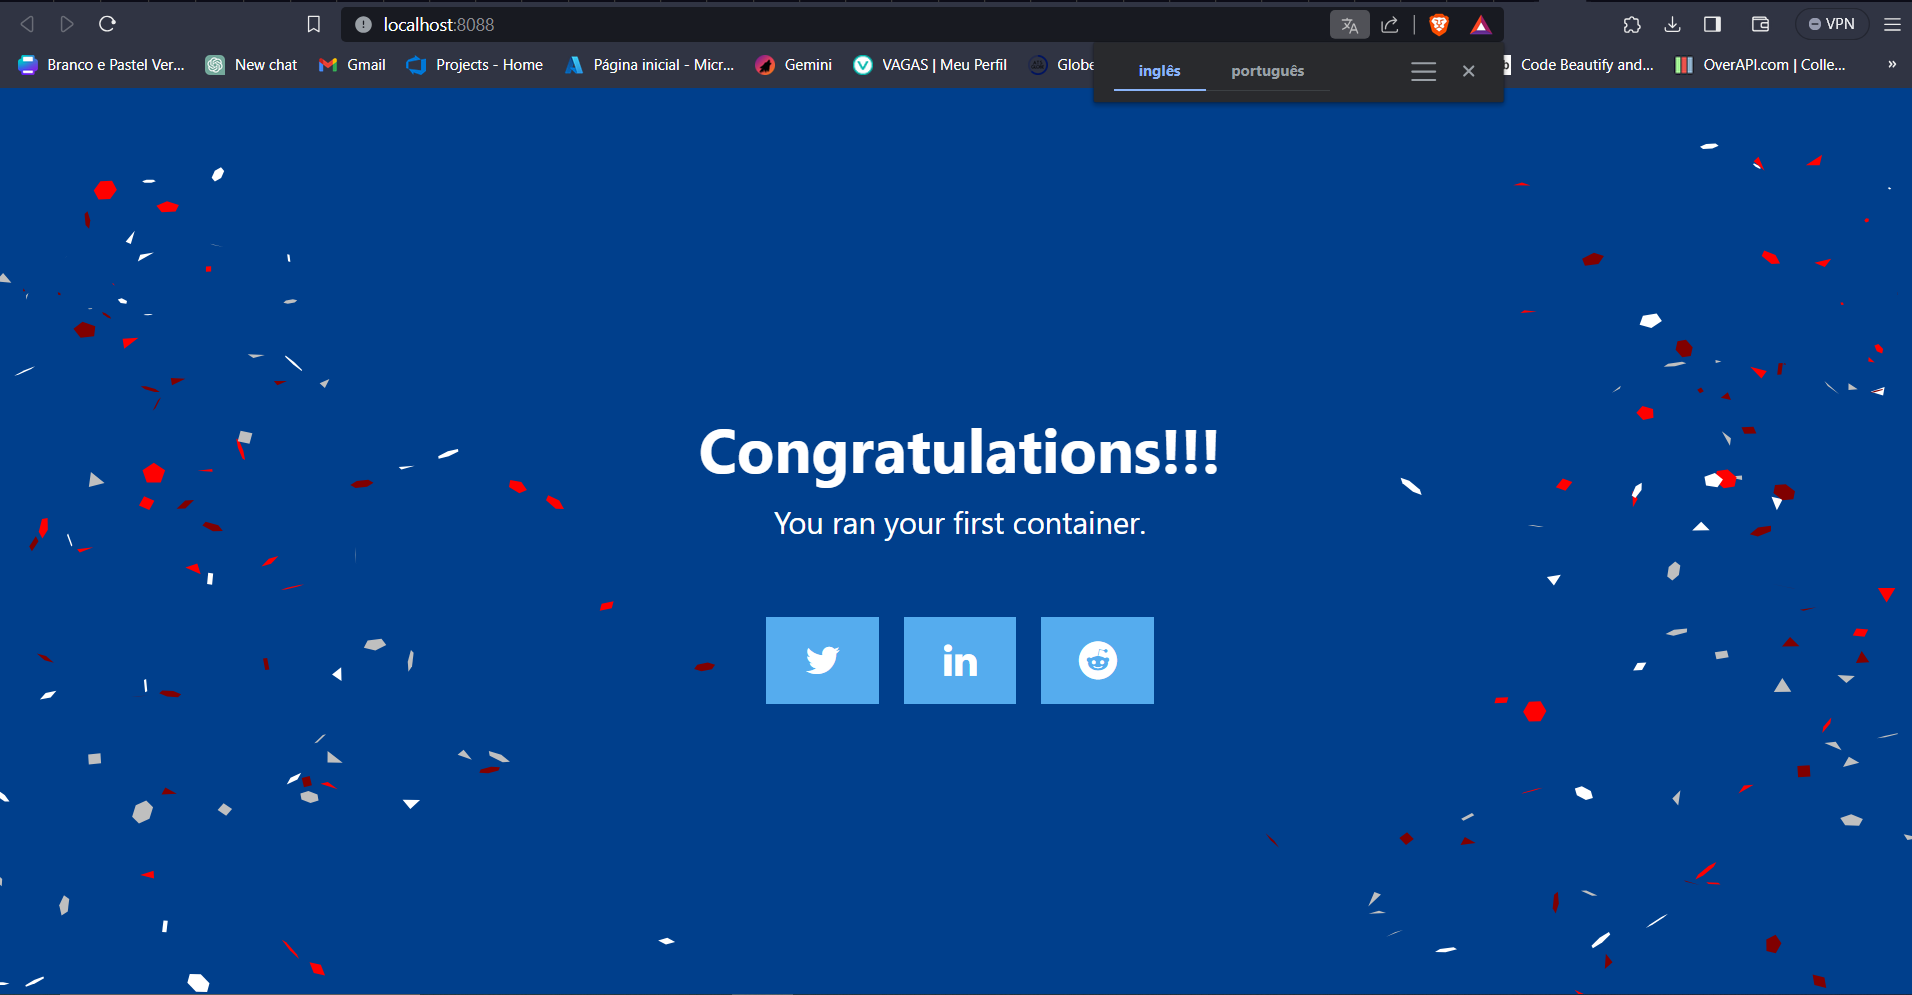 localhost:8088
VPN
Branco e Pastel Ver...
New chat
Gmail
Projects - Home
Página inicial - Micr...
Gemini
VAGAS | Meu Perfil
Globe
inglês
português
Code Beautify and...
OverAPI.com | Colle...
»
Congratulations!!!
You ran your first container.
in